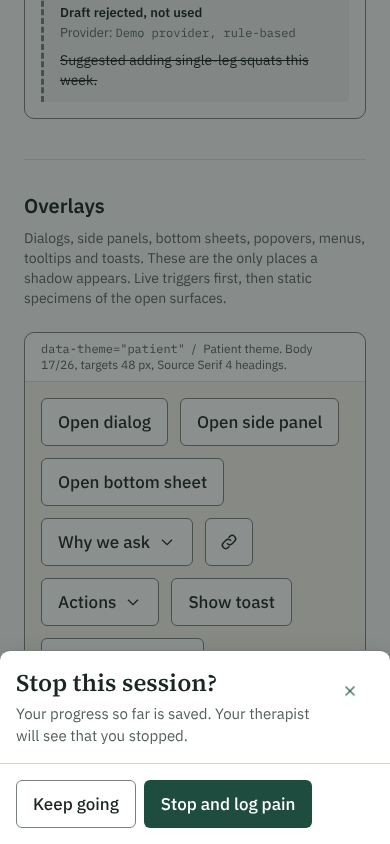 Draft rejected, not used
Provider: Demo provider, rule-based
Suggested adding single-leg squats this
week.
Overlays
Dialogs, side panels, bottom sheets, popovers, menus,
tooltips and toasts. These are the only places a
shadow appears. Live triggers first, then static
specimens of the open surfaces.
data-theme="patient" / Patient theme. Body
17/26, targets 48 px, Source Serif 4 headings.
Open dialog
Open side panel
Open bottom sheet
Why we ask
Actions
Show toast
Stop this session?
Your progress so far is saved. Your therapist
will see that you stopped.
Keep going
Stop and log pain